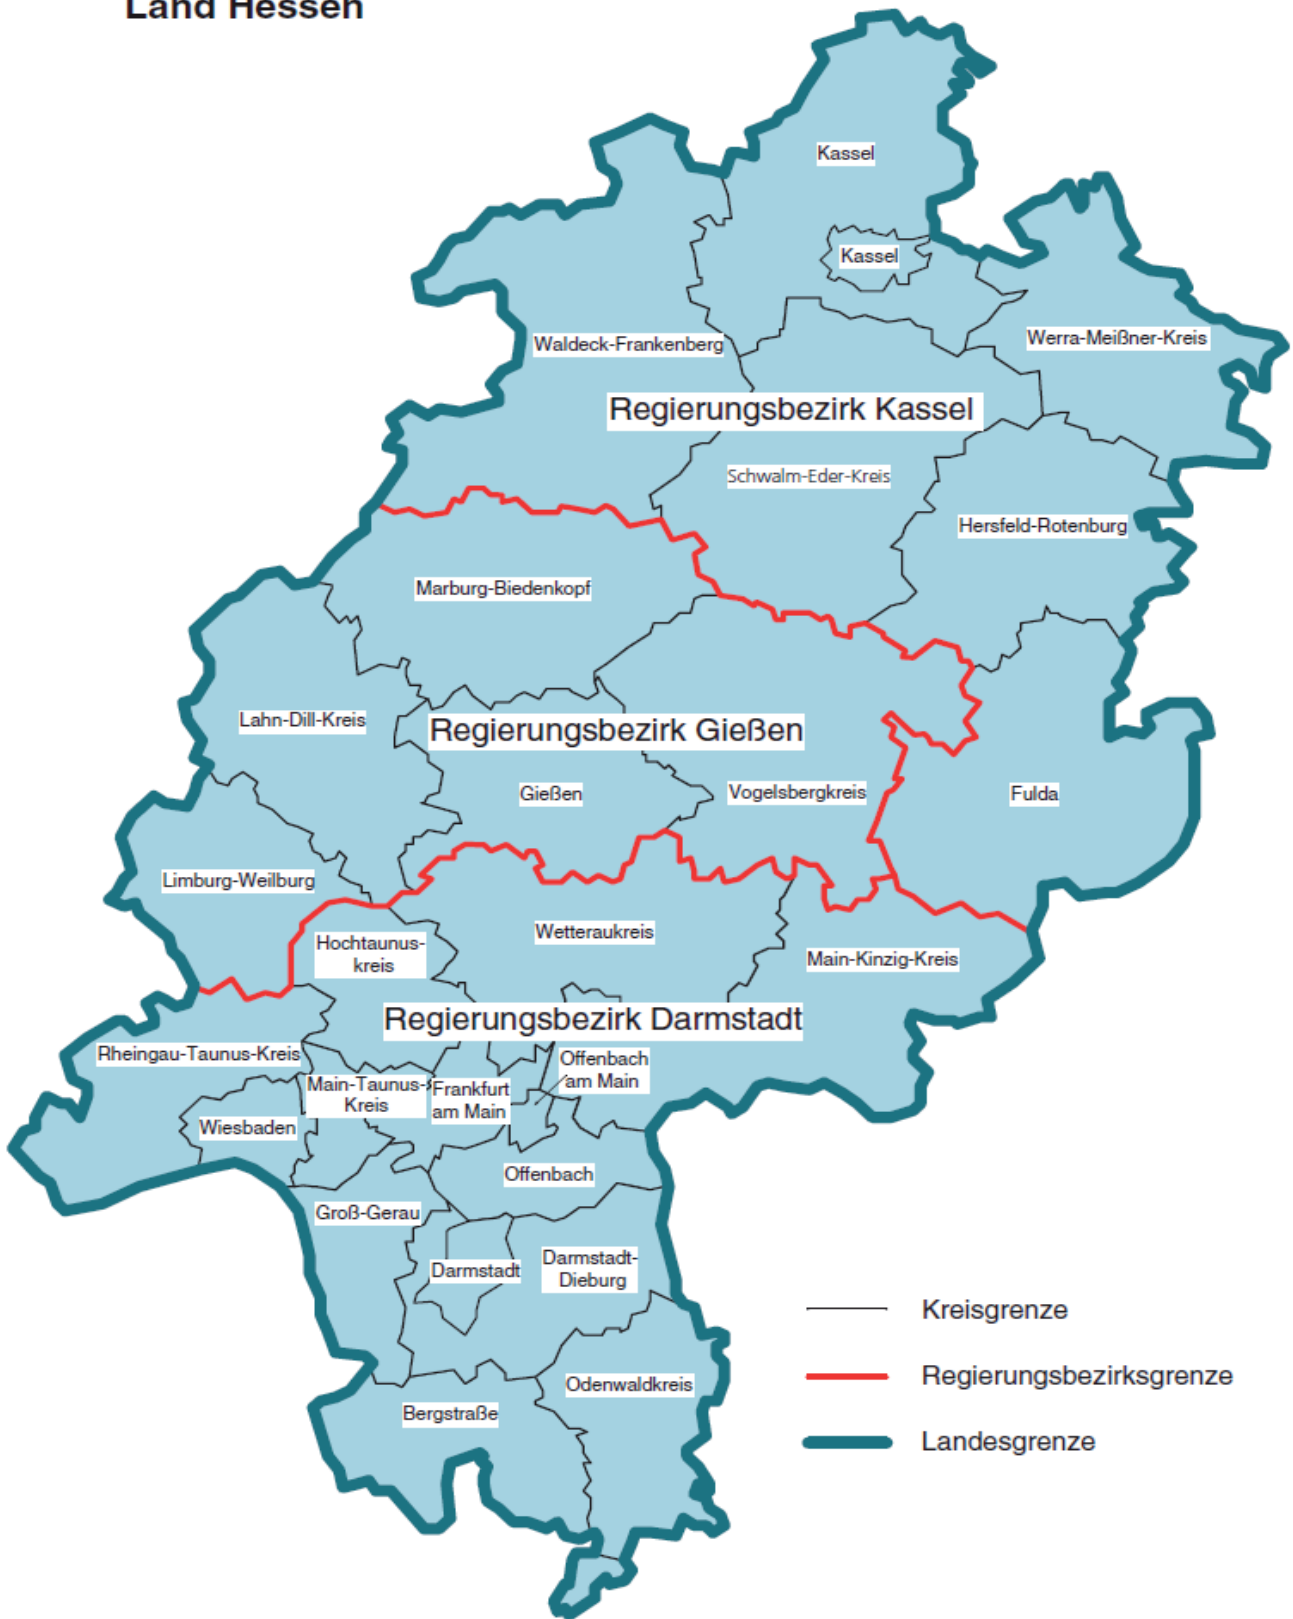 Land Hessen
Kassel
Kassel
Waldeck-Frankenberg
Werra-Meißner-Kreis
Regierungsbezirk Kassel
Schwalm-Eder-Kreis
Hersfeld-Rotenburg
Marburg-Biedenkopf
Lahn-Dill-Kreis
Regierungsbezirk Gießen
Gießen
Vogelsbergkreis
Fulda
Limburg-Weilburg
Wetteraukreis
Hochtaunus-
kreis
Main-Kinzig-Kreis
Regierungsbezirk Darmstadt
Rheingau-Taunus-Kreis
Offenbach
am Main
Main-Taunus-
Kreis
Frankfurt
am Main
Wiesbaden
Offenbach
Groß-Gerau
Darmstadt
Darmstadt-
Dieburg
Odenwaldkreis
Bergstraße
Kreisgrenze
Regierungsbezirksgrenze
Landesgrenze